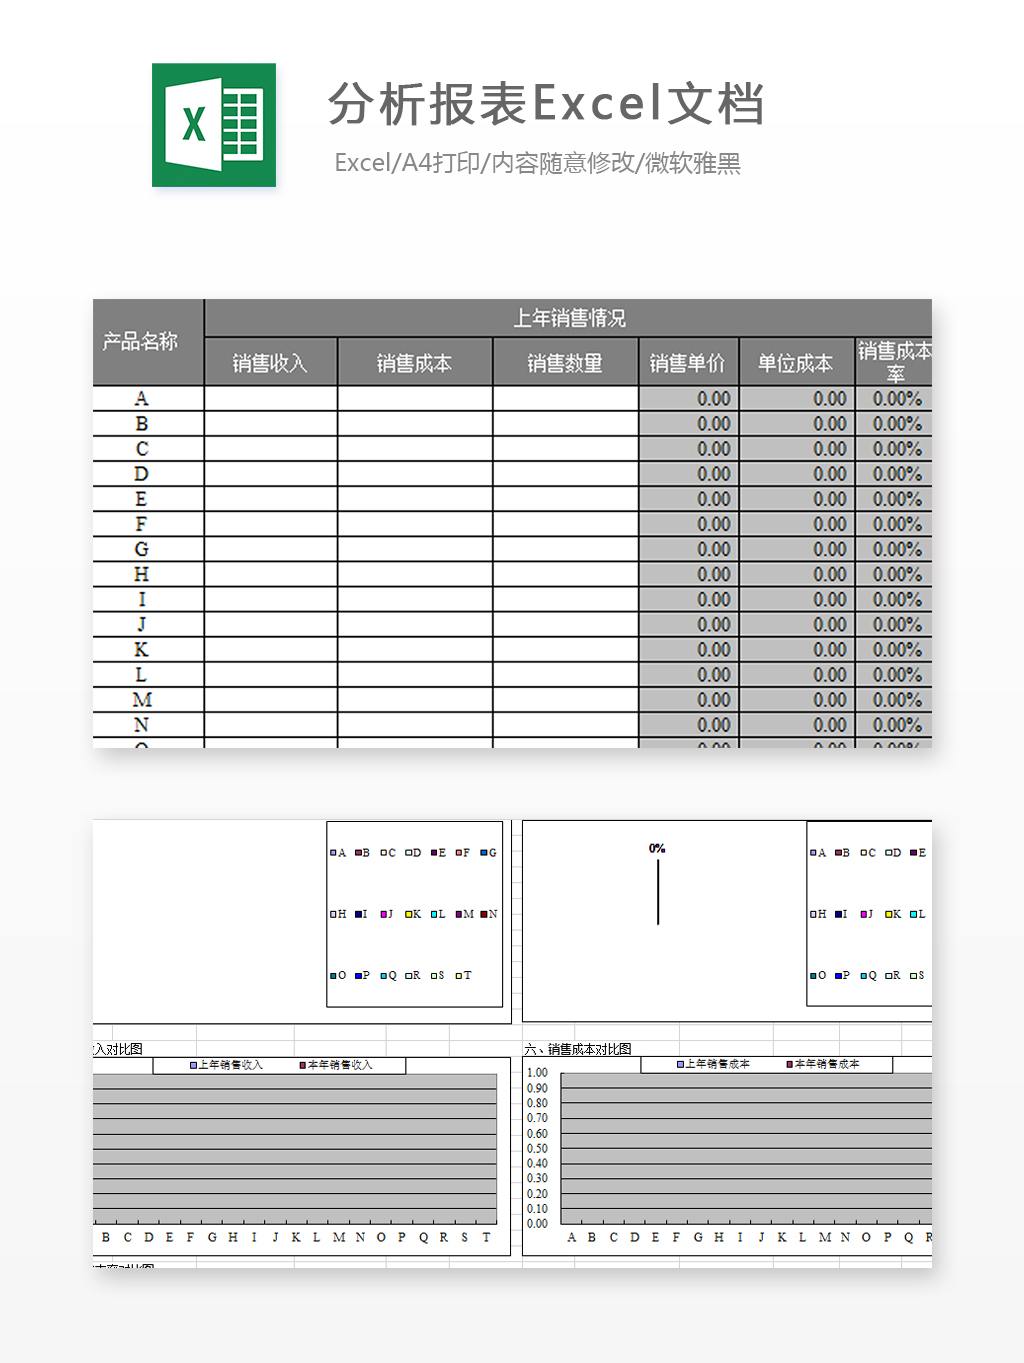 X
分析报表Excel文档
Excel/A4打印/内容随意修改/微软雅黑
产品名称 上年销售情况
销售收入 销售成本 销售数量 销售单价 单位成本 销售成本率
A 0.00 0.00 0.00%
B 0.00 0.00 0.00%
C 0.00 0.00 0.00%
D 0.00 0.00 0.00%
E 0.00 0.00 0.00%
F 0.00 0.00 0.00%
G 0.00 0.00 0.00%
H 0.00 0.00 0.00%
I 0.00 0.00 0.00%
J 0.00 0.00 0.00%
K 0.00 0.00 0.00%
L 0.00 0.00 0.00%
M 0.00 0.00 0.00%
N 0.00 0.00 0.00%
A B C D E F G
H I J K L M N
O P Q R S T
0%
A B C D E
H I J K L
O P Q R S
入对比图
上年销售收入 本年销售收入
B C D E F G H I J K L M N O P Q R S T
六、销售成本对比图
上年销售成本 本年销售成本
1.00
0.90
0.80
0.70
0.60
0.50
0.40
0.30
0.20
0.10
0.00
A B C D E F G H I J K L M N O P Q R